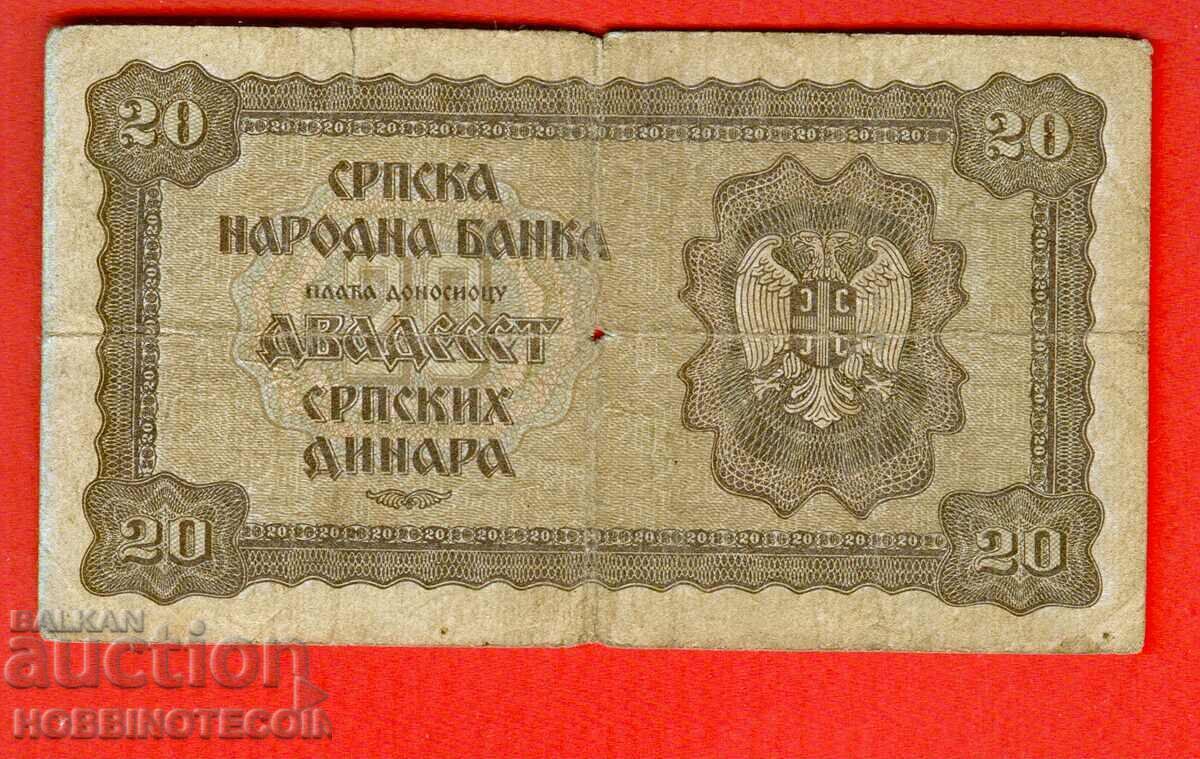 20 20
СРПСКА
НАРОДНА БАНКА
ПЛАЋА ДОНОСИОЦУ
ДВАДЕСЕТ
СРПСКИХ
ДИНАРА
20 20
BALKAN
auction
HOBBINOTECOIN